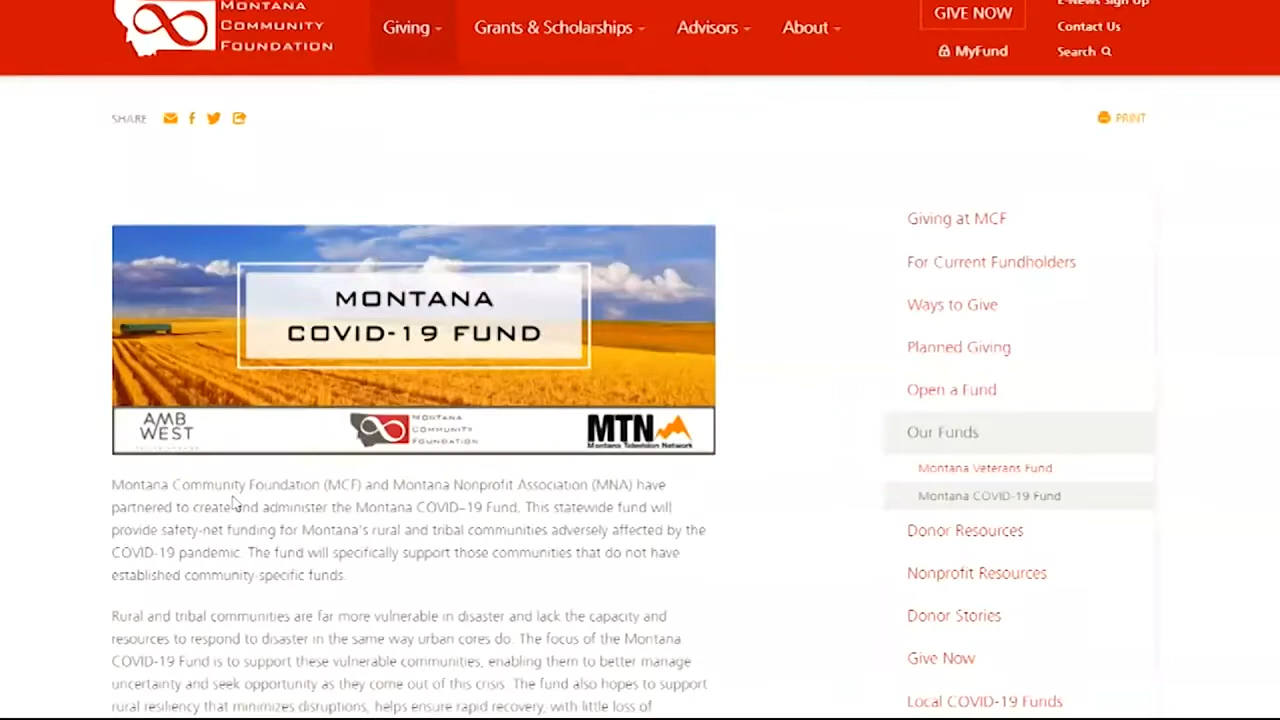 MONTANA
COMMUNITY
FOUNDATION
Giving
Grants & Scholarships
Advisors
About
GIVE NOW
MyFund
E-News Sign Up
Contact Us
Search
SHARE
PRINT
MONTANA
COVID-19 FUND
AMB
WEST
MONTANA
COMMUNITY
FOUNDATION
MTN
Montana Television Network
Montana Community Foundation (MCF) and Montana Nonprofit Association (MNA) have
partnered to create and administer the Montana COVID-19 Fund. This statewide fund will
provide safety-net funding for Montana's rural and tribal communities adversely affected by the
COVID-19 pandemic. The fund will specifically support those communities that do not have
established community-specific funds.
Rural and tribal communities are far more vulnerable in disaster and lack the capacity and
resources to respond to disaster in the same way urban cores do. The focus of the Montana
COVID-19 Fund is to support these vulnerable communities, enabling them to better manage
uncertainty and seek opportunity as they come out of this crisis. The fund also hopes to support
rural resiliency that minimizes disruptions, helps ensure rapid recovery, with little loss of
Giving at MCF
For Current Fundholders
Ways to Give
Planned Giving
Open a Fund
Our Funds
Montana Veterans Fund
Montana COVID-19 Fund
Donor Resources
Nonprofit Resources
Donor Stories
Give Now
Local COVID-19 Funds